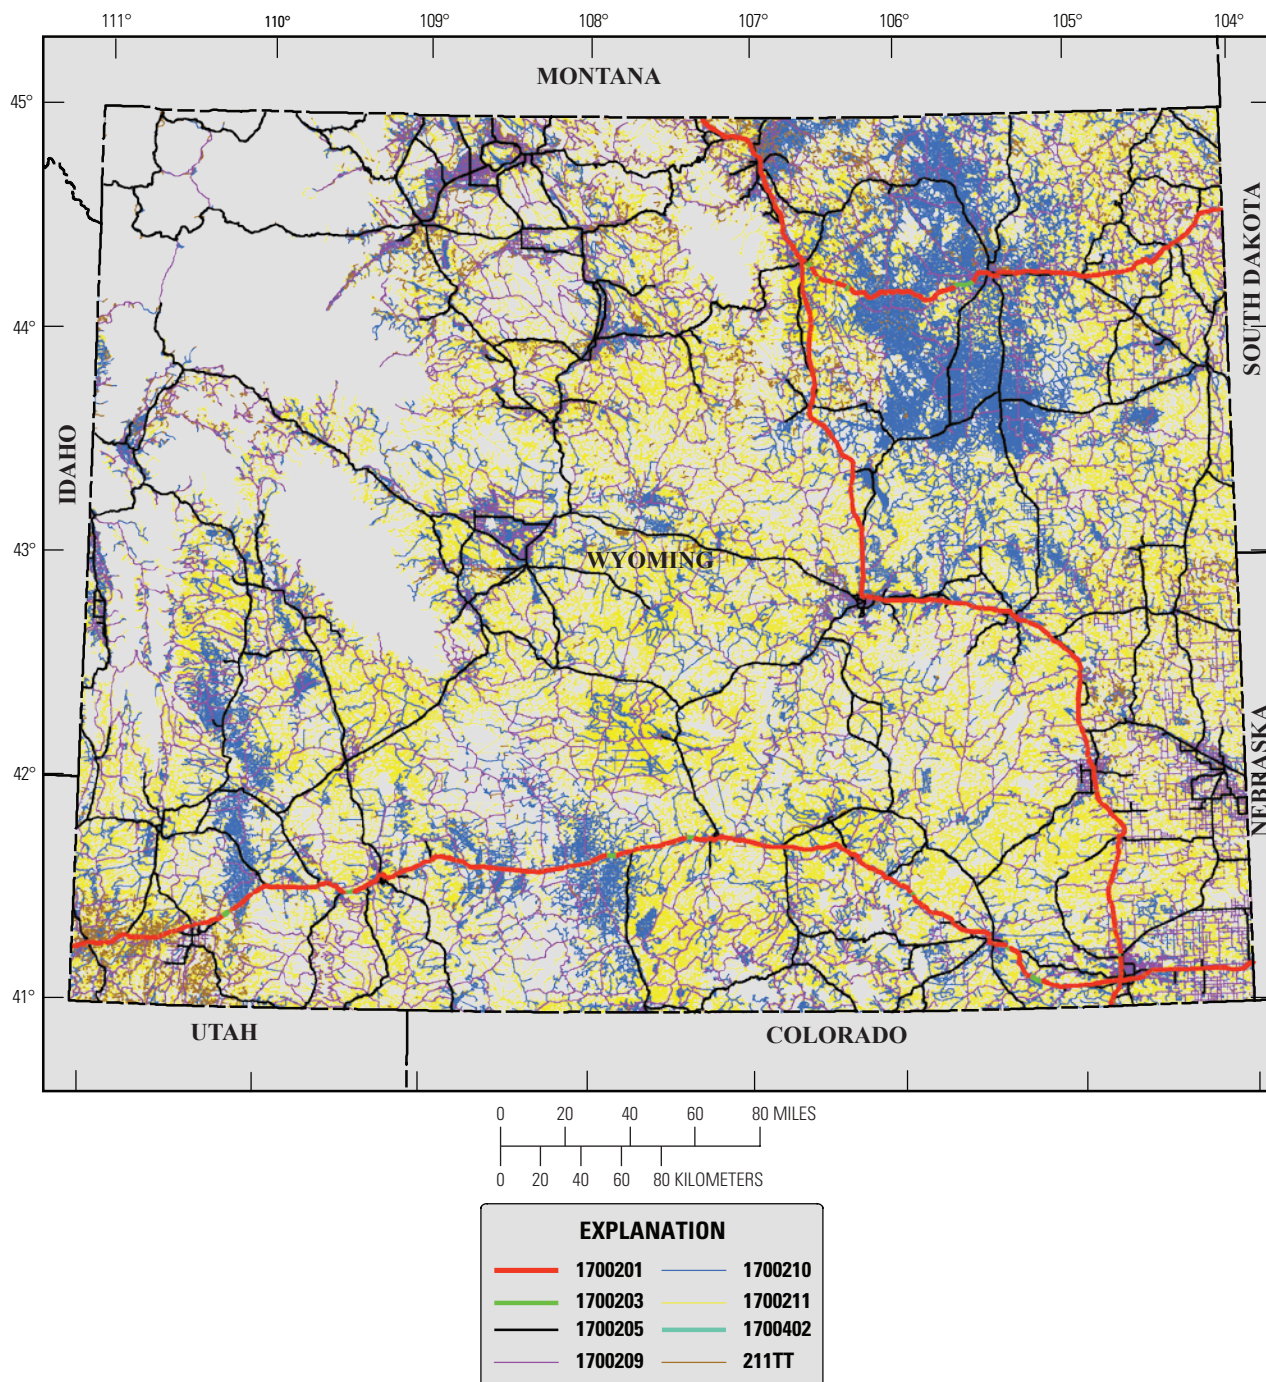 111° 110° 109° 108° 107° 106° 105° 104°
MONTANA
45°
44°
43°
42°
41°
IDAHO
WYOMING
SOUTH DAKOTA
NEBRASKA
UTAH
COLORADO
0 20 40 60 80 MILES
0 20 40 60 80 KILOMETERS
EXPLANATION
1700201 1700210
1700203 1700211
1700205 1700402
1700209 211TT